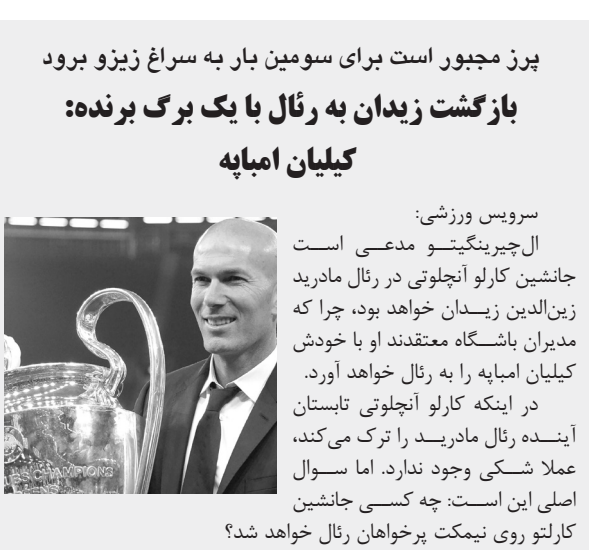 پرز مجبور است برای سومین بار به سراغ زیزو برود
بازگشت زیدان به رئال با یک برگ برنده:
کیلیان امباپه
سرویس ورزشی:
ال‌چیرینگیتو مدعی است
جانشین کارلو آنچلوتی در رئال مادرید
زین‌الدین زیدان خواهد بود، چرا که
مدیران باشگاه معتقدند او با خودش
کیلیان امباپه را به رئال خواهد آورد.
در اینکه کارلو آنچلوتی تابستان
آینده رئال مادرید را ترک می‌کند،
عملا شکی وجود ندارد. اما سوال
اصلی این است: چه کسی جانشین
کارلتو روی نیمکت پرخواهان رئال خواهد شد؟
CHAMPIONS